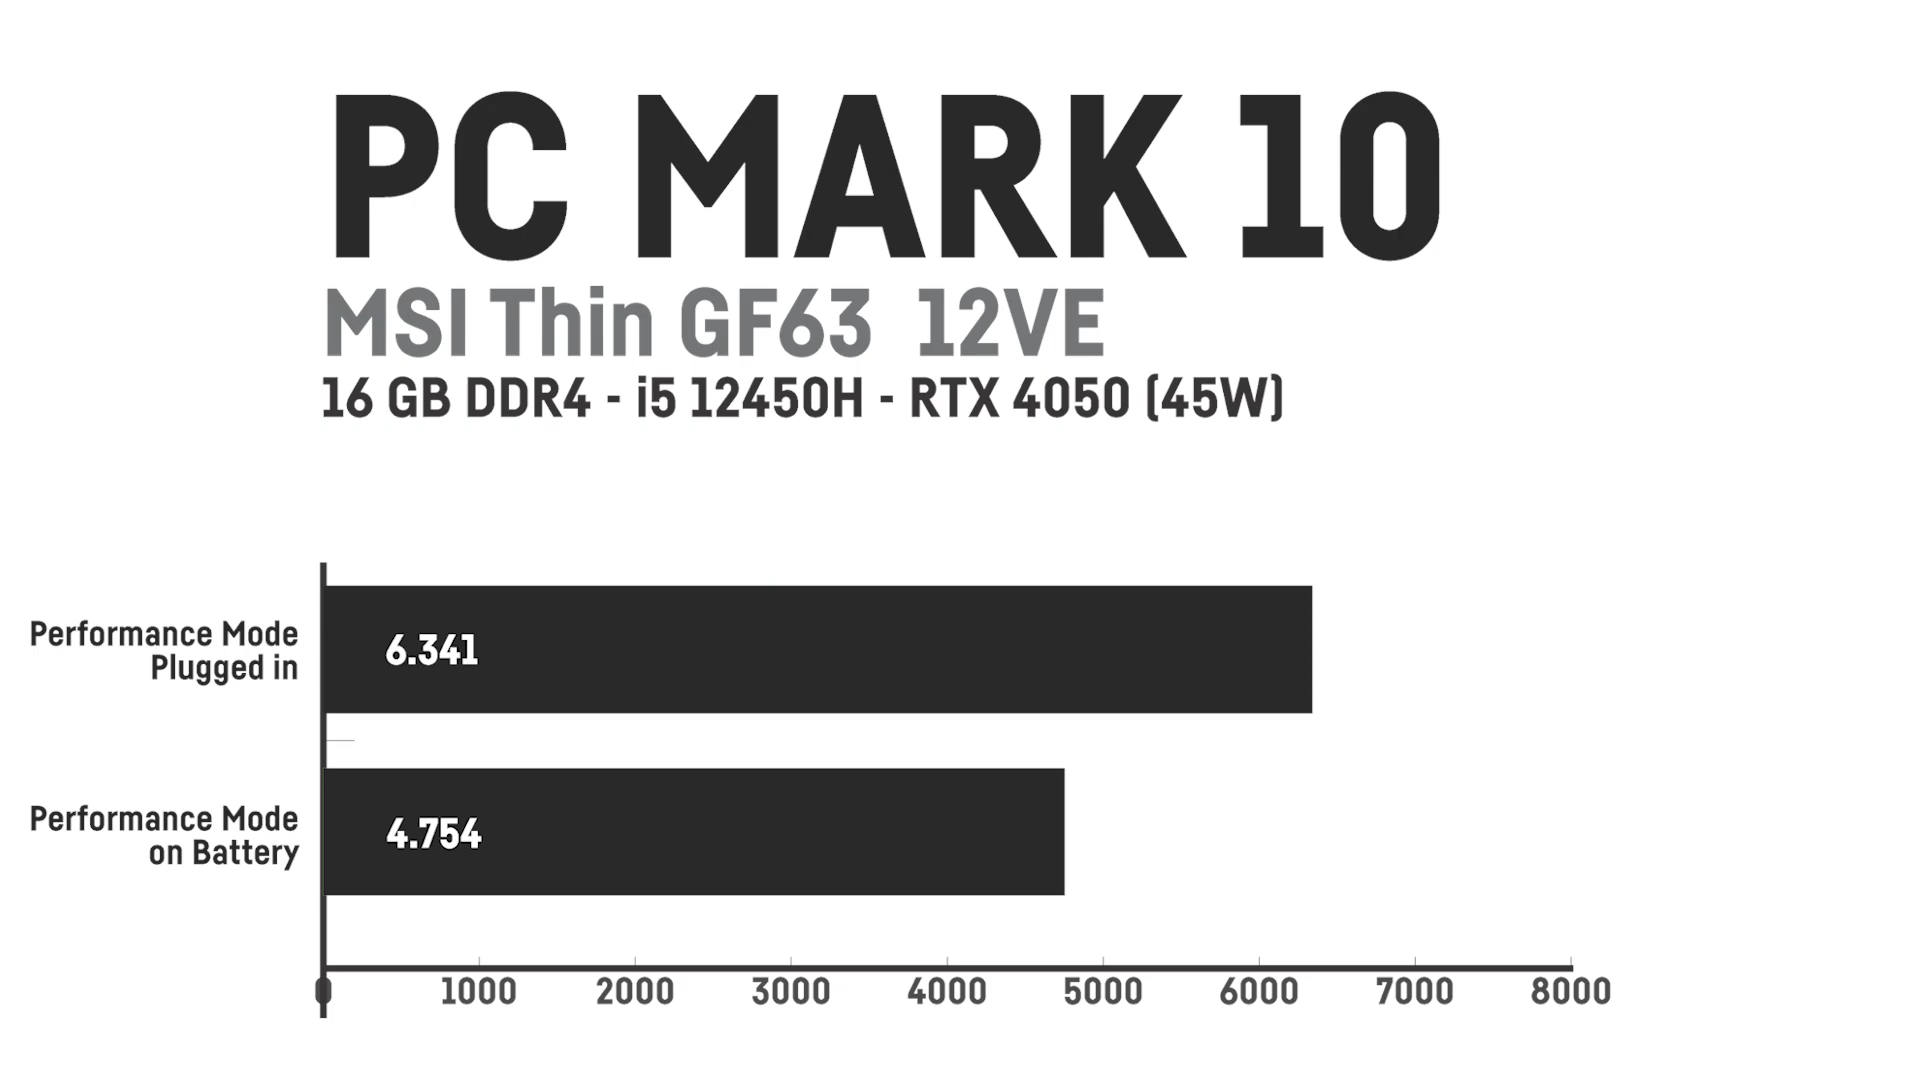 PC MARK 10
MSI Thin GF63 12VE
16 GB DDR4 - i5 12450H - RTX 4050 (45W)
Performance Mode
Plugged in
6.341
Performance Mode
on Battery
4.754
0 1000 2000 3000 4000 5000 6000 7000 8000